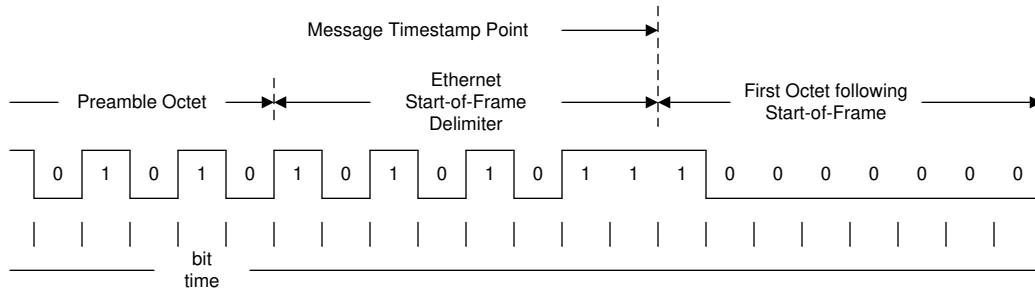 Message Timestamp Point
Preamble Octet
Ethernet
Start-of-Frame
Delimiter
First Octet following
Start-of-Frame
0 1 0 1 0 1 0 1 0 1 0 1 1 1 0 0 0 0 0 0 0
bit
time